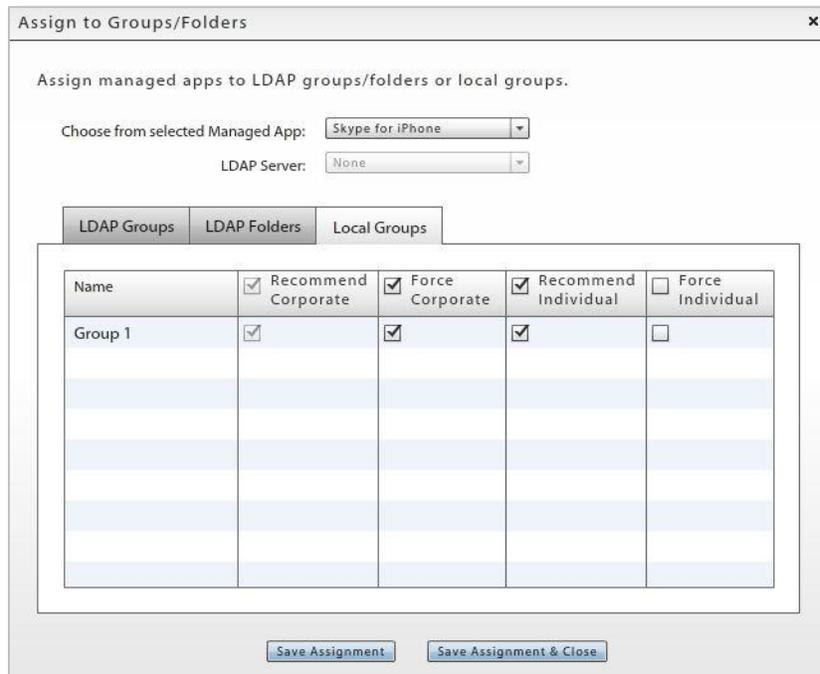 Assign to Groups/Folders
Assign managed apps to LDAP groups/folders or local groups.
Choose from selected Managed App: Skype for iPhone
LDAP Server: None
LDAP Groups LDAP Folders Local Groups
Name Recommend Corporate Force Corporate Recommend Individual Force Individual
Group 1
Save Assignment Save Assignment & Close